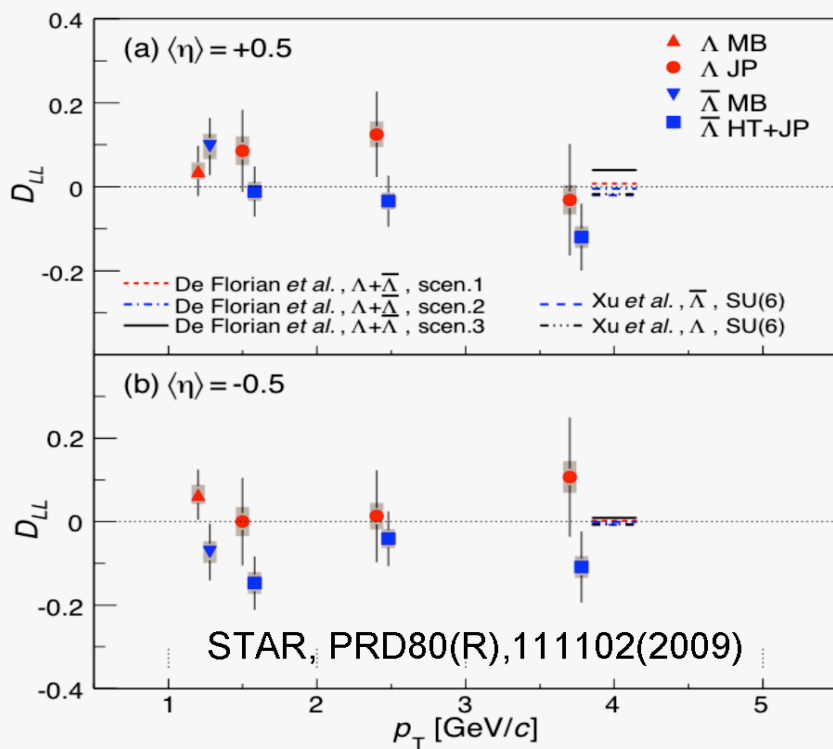 0.4
(a) ⟨η⟩ = +0.5
Λ MB
Λ JP
Λ̅ MB
Λ̅ HT+JP
0.2
0
-0.2
D_LL
De Florian et al. , Λ+Λ̅ , scen.1
De Florian et al. , Λ+Λ̅ , scen.2
De Florian et al. , Λ+Λ̅ , scen.3
Xu et al. , Λ̅ , SU(6)
Xu et al. , Λ , SU(6)
(b) ⟨η⟩ = -0.5
0.2
0
-0.2
-0.4
D_LL
STAR, PRD80(R),111102(2009)
1 2 3 4 5
p_T [GeV/c]